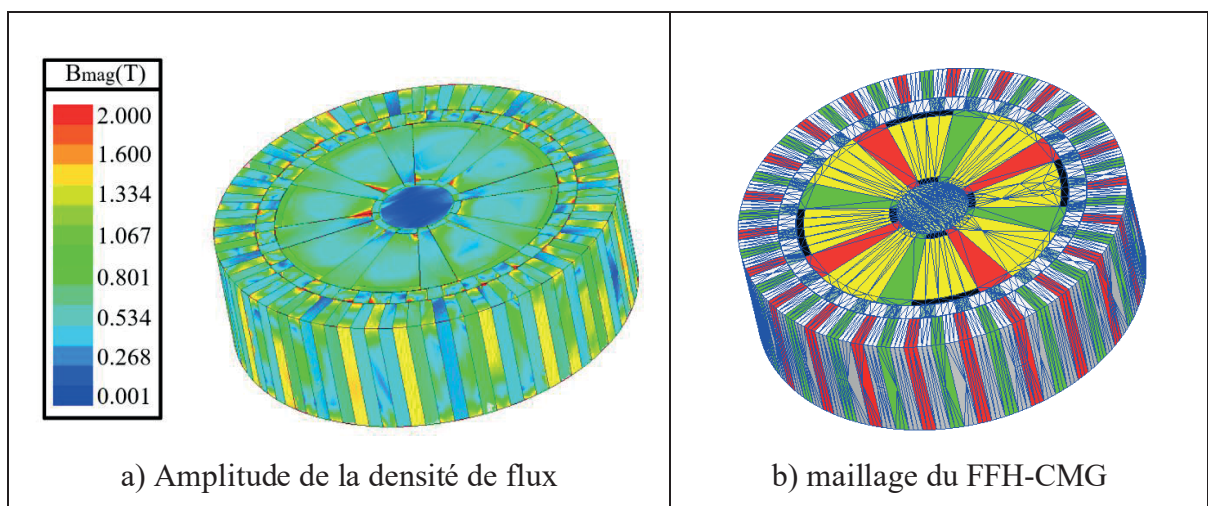 Bmag(T)
2.000
1.600
1.334
1.067
0.801
0.534
0.268
0.001
a) Amplitude de la densité de flux
b) maillage du FFH-CMG